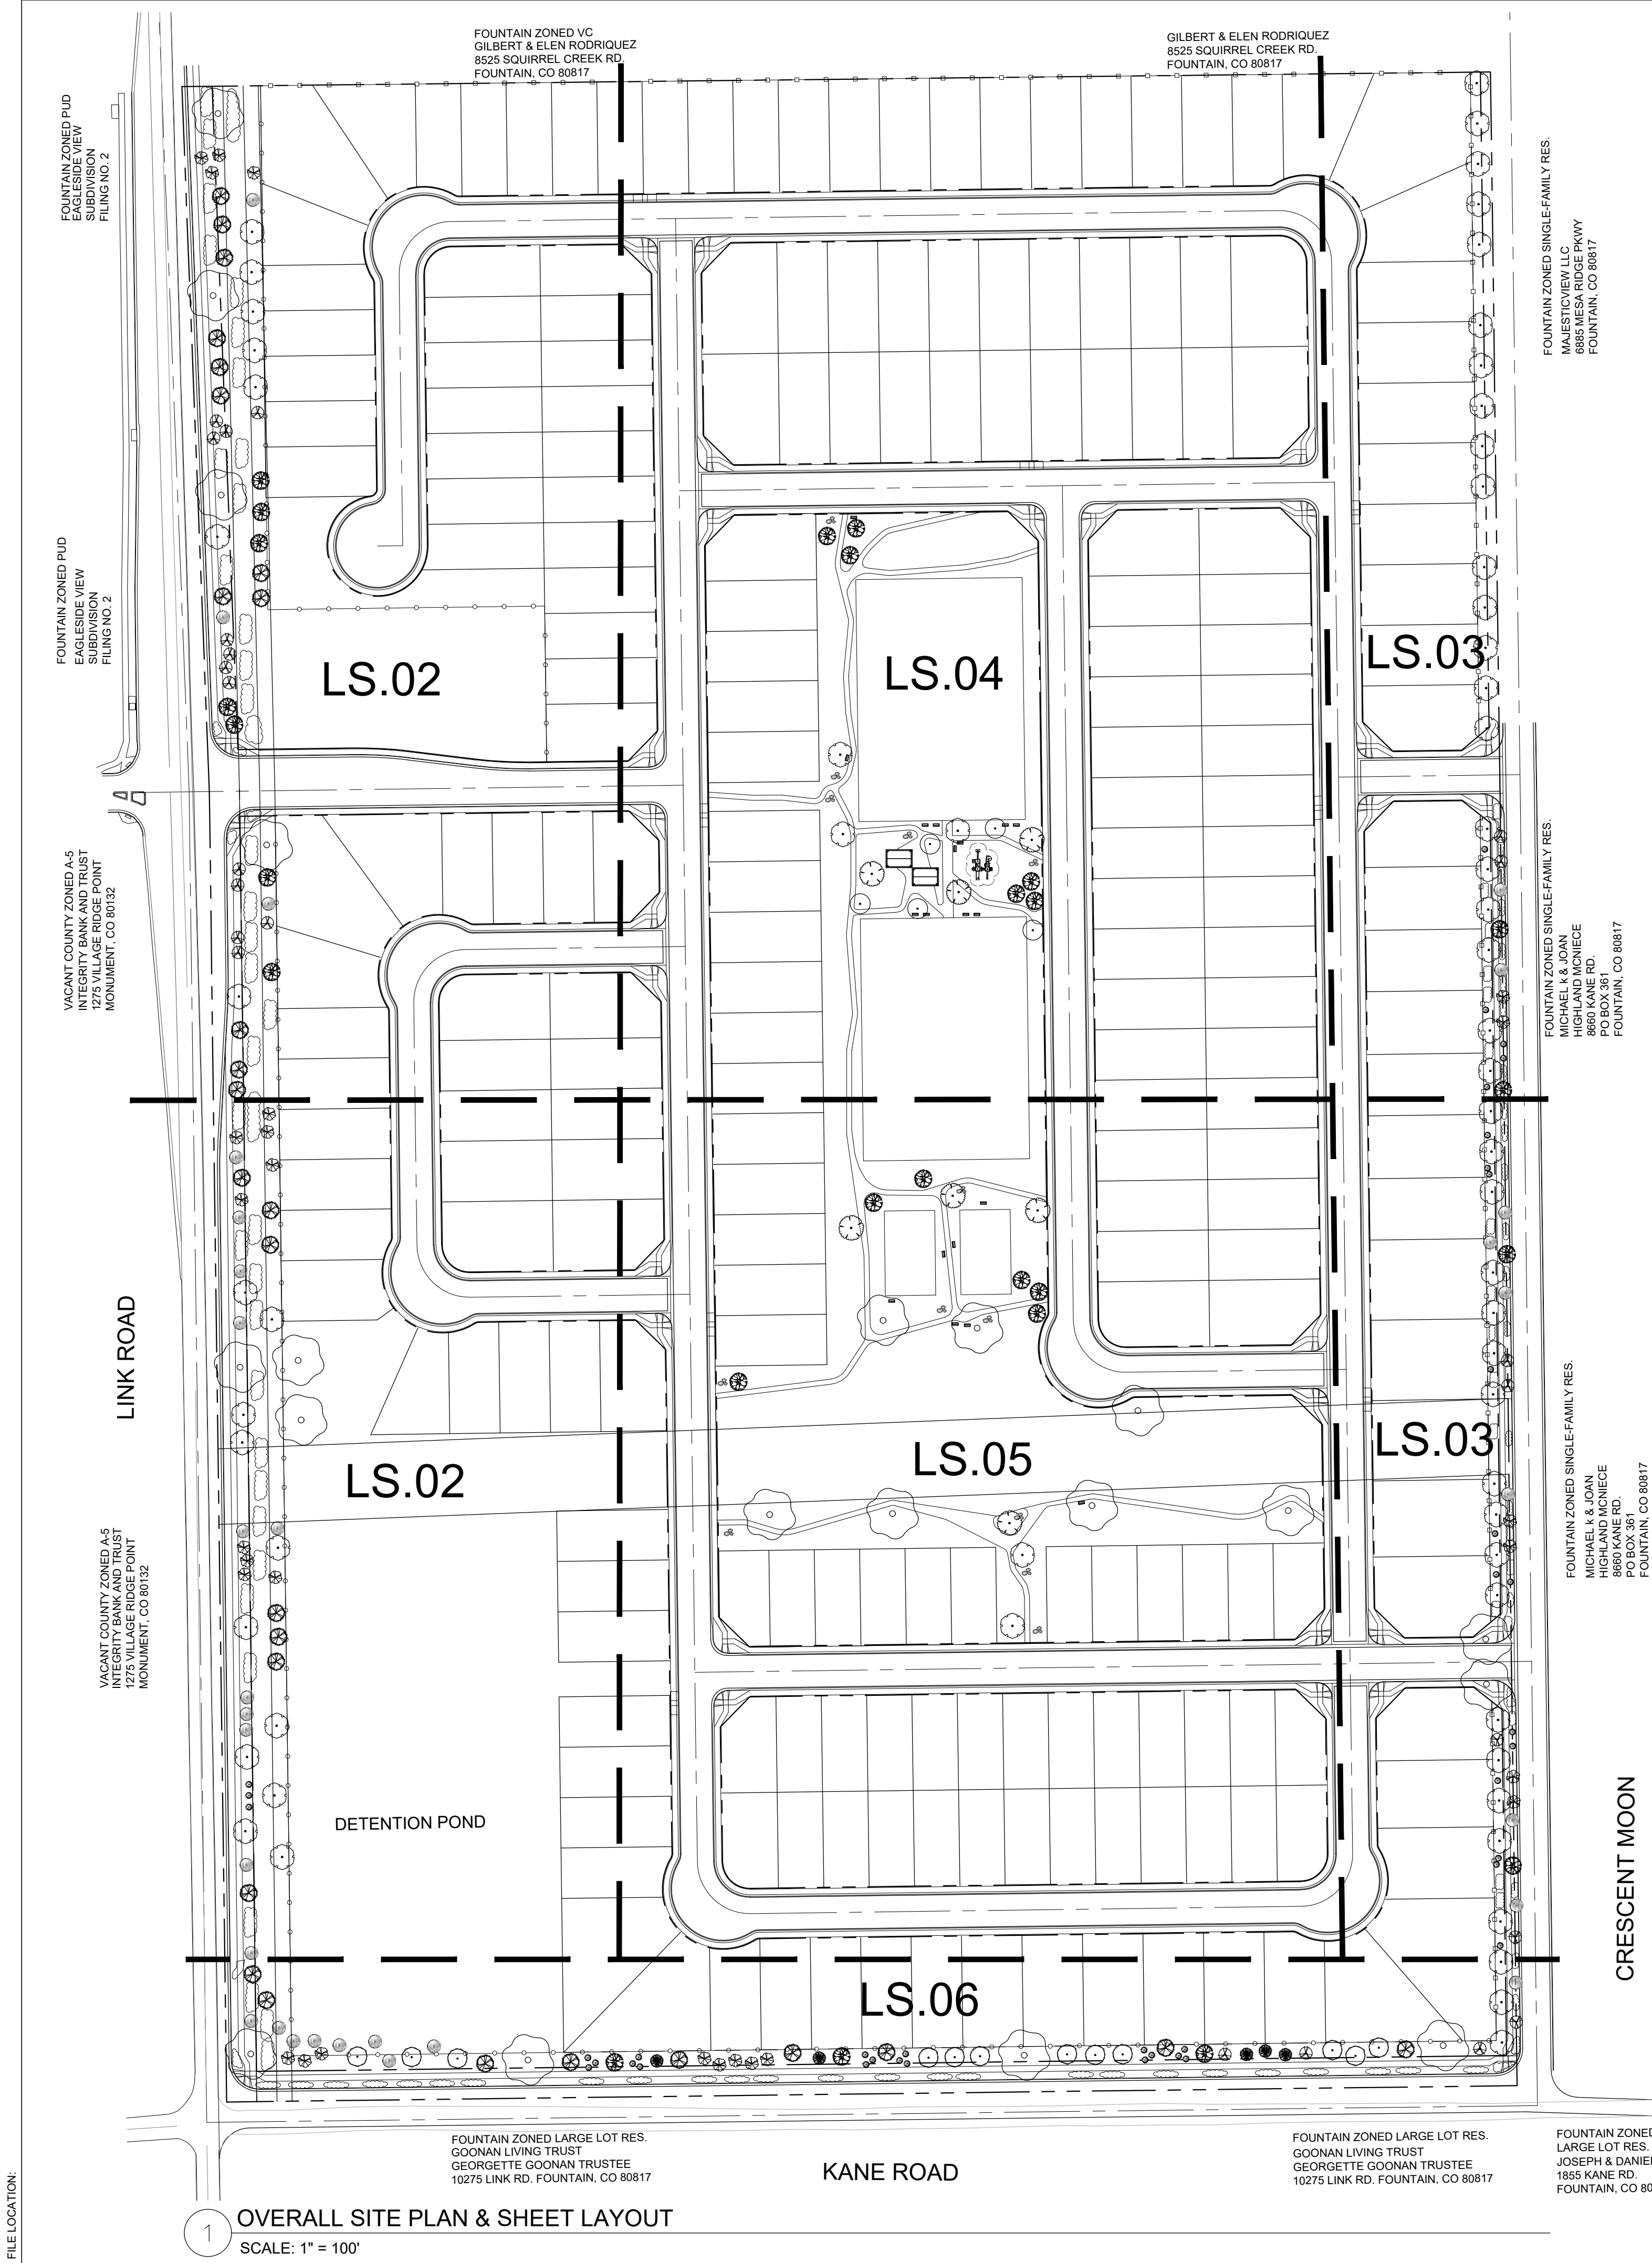 FOUNTAIN ZONED VC
GILBERT & ELEN RODRIQUEZ
8525 SQUIRREL CREEK RD.
FOUNTAIN, CO 80817
GILBERT & ELEN RODRIQUEZ
8525 SQUIRREL CREEK RD.
FOUNTAIN, CO 80817
FOUNTAIN ZONED PUD
EAGLESIDE VIEW
SUBDIVISION
FILING NO. 2
FOUNTAIN ZONED SINGLE-FAMILY RES.
MAJESTICVIEW LLC
6885 MESA RIDGE PKWY
FOUNTAIN, CO 80817
FOUNTAIN ZONED PUD
EAGLESIDE VIEW
SUBDIVISION
FILING NO. 2
LS.02
LS.04
LS.03
VACANT COUNTY ZONED A-5
INTEGRITY BANK AND TRUST
1275 VILLAGE RIDGE POINT
MONUMENT, CO 80132
FOUNTAIN ZONED SINGLE-FAMILY RES.
MICHAEL k & JOAN
HIGHLAND MCNIECE
8660 KANE RD.
PO BOX 361
FOUNTAIN, CO 80817
LINK ROAD
LS.02
LS.05
LS.03
FOUNTAIN ZONED SINGLE-FAMILY RES.
MICHAEL k & JOAN
HIGHLAND MCNIECE
8660 KANE RD.
PO BOX 361
FOUNTAIN, CO 80817
VACANT COUNTY ZONED A-5
INTEGRITY BANK AND TRUST
1275 VILLAGE RIDGE POINT
MONUMENT, CO 80132
DETENTION POND
CRESCENT MOON
LS.06
FOUNTAIN ZONED LARGE LOT RES.
GOONAN LIVING TRUST
GEORGETTE GOONAN TRUSTEE
10275 LINK RD. FOUNTAIN, CO 80817
KANE ROAD
FOUNTAIN ZONED LARGE LOT RES.
GOONAN LIVING TRUST
GEORGETTE GOONAN TRUSTEE
10275 LINK RD. FOUNTAIN, CO 80817
FOUNTAIN ZONED
LARGE LOT RES.
JOSEPH & DANIE
1855 KANE RD.
FOUNTAIN, CO 80
1
OVERALL SITE PLAN & SHEET LAYOUT
SCALE: 1" = 100'
FILE LOCATION: